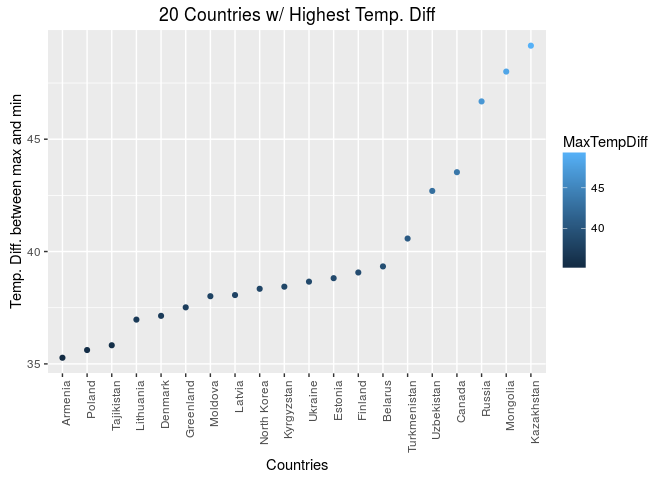 20 Countries w/ Highest Temp. Diff
Temp. Diff. between max and min
45
40
35
Armenia
Poland
Tajikistan
Lithuania
Denmark
Greenland
Moldova
Latvia
North Korea
Kyrgyzstan
Ukraine
Estonia
Finland
Belarus
Turkmenistan
Uzbekistan
Canada
Russia
Mongolia
Kazakhstan
Countries
MaxTempDiff
45
40